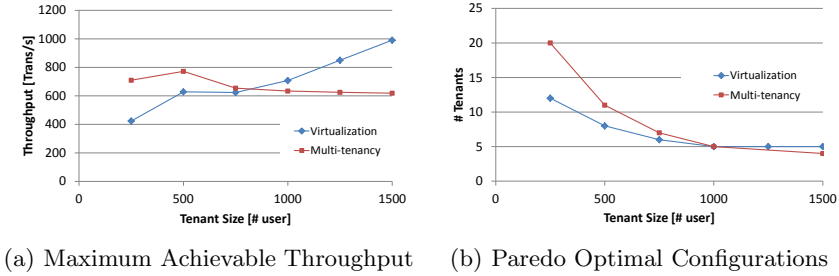 1200
1000
800
600
400
200
0
Throughput [Trans/s]
Virtualization
Multi-tenancy
0 500 1000 1500
Tenant Size [# user]
(a) Maximum Achievable Throughput
25
20
15
10
5
0
# Tenants
Virtualization
Multi-tenancy
0 500 1000 1500
Tenant Size [# user]
(b) Paredo Optimal Configurations